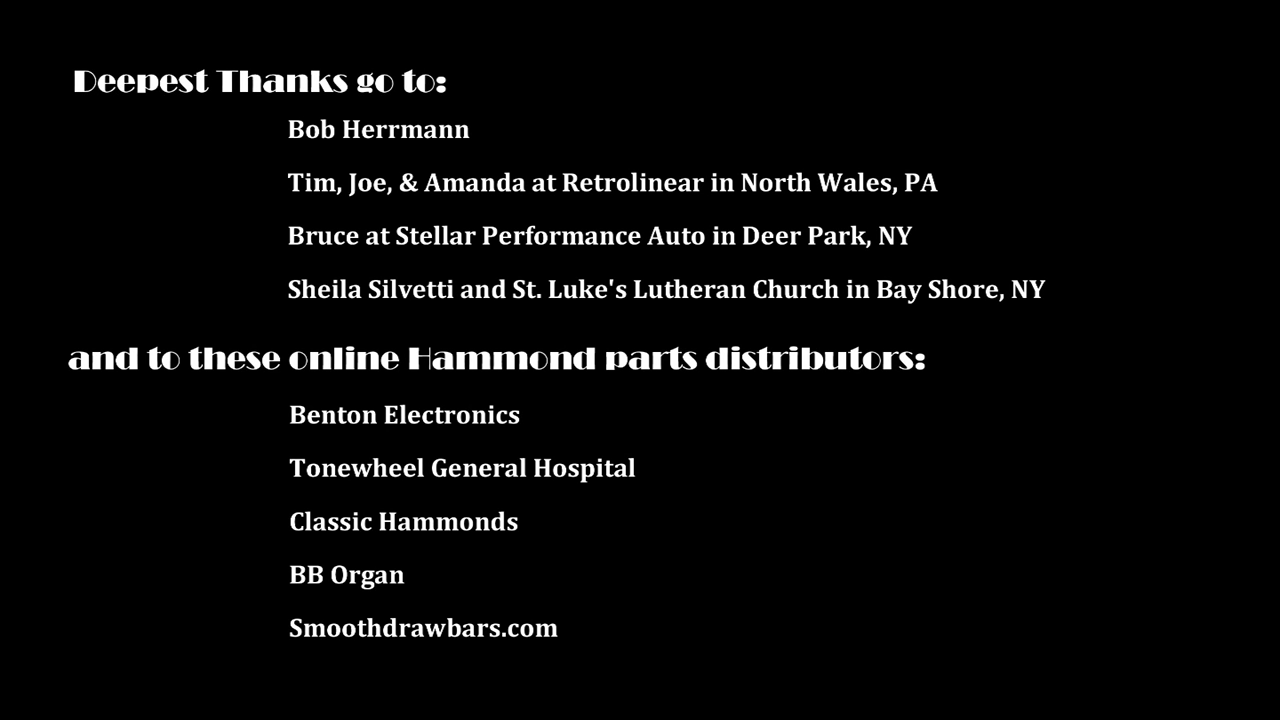 Deepest Thanks go to:
Bob Herrmann
Tim, Joe, & Amanda at Retrolinear in North Wales, PA
Bruce at Stellar Performance Auto in Deer Park, NY
Sheila Silvetti and St. Luke's Lutheran Church in Bay Shore, NY
and to these online Hammond parts distributors:
Benton Electronics
Tonewheel General Hospital
Classic Hammonds
BB Organ
Smoothdrawbars.com